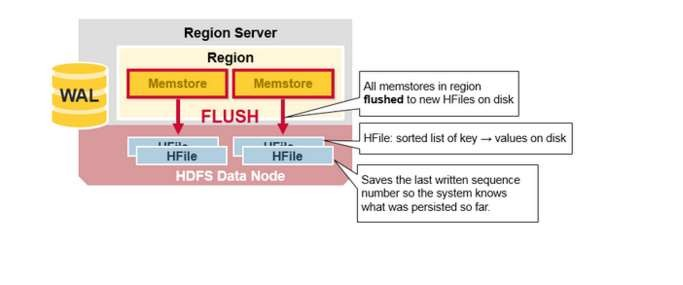 Region Server
Region
Memstore
Memstore
WAL
FLUSH
All memstores in region
flushed to new HFiles on disk
HFile: sorted list of key → values on disk
HFile
HFile
HFile
HFile
HDFS Data Node
Saves the last written sequence
number so the system knows
what was persisted so far.